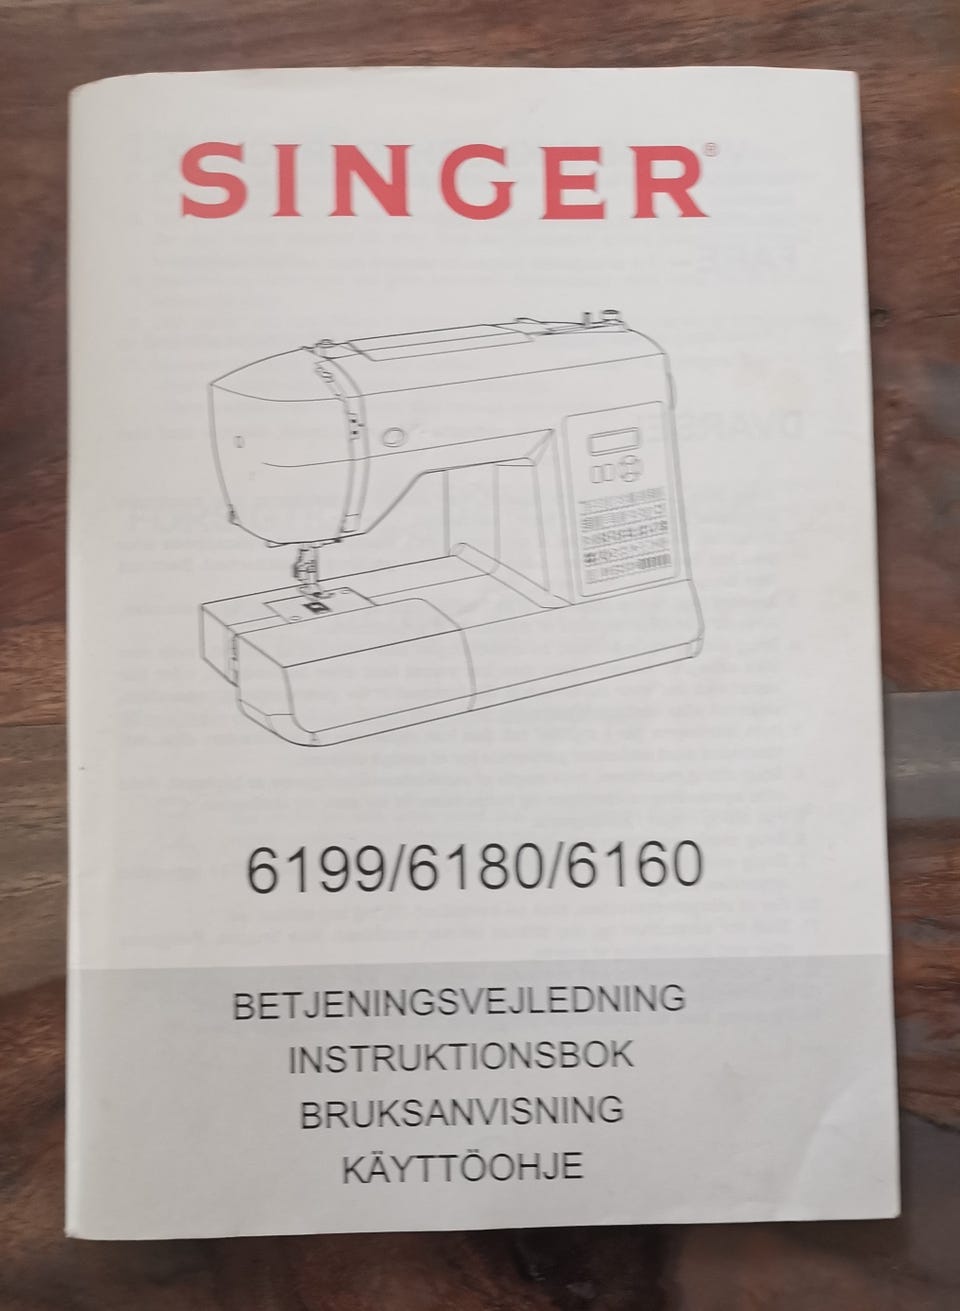 SINGER®
6199/6180/6160
BETJENINGSVEJLEDNING
INSTRUKTIONSBOK
BRUKSANVISNING
KÄYTTÖOHJE